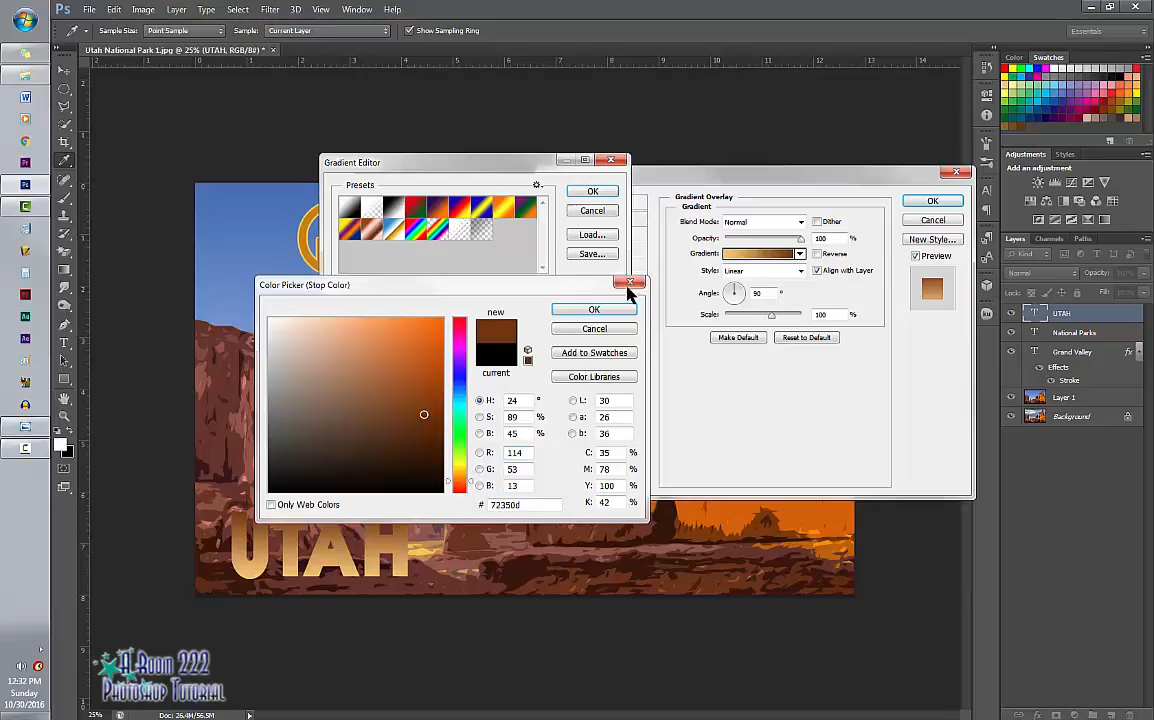 Ps File Edit Image Layer Type Select Filter 3D View Window Help
Sample Size: Point Sample Sample: Current Layer Show Sampling Ring Essentials
Utah National Park 1.jpg @ 25% (UTAH, RGB/8#) * ×
Color Swatches
Gradient Editor
Presets
OK
Cancel
Load...
Save...
Gradient Overlay
Gradient
Blend Mode: Normal Dither
Opacity: 100 %
Gradient: Reverse
Style: Linear Align with Layer
Angle: 90 °
Scale: 100 %
Make Default Reset to Default
OK
Cancel
New Style...
Preview
Adjustments Styles
Layers Channels Paths
Kind
Normal Opacity: 100%
Lock: Fill: 100%
T UTAH
T National Parks
T Grand Valley fx
Effects
Stroke
Layer 1
Background
Color Picker (Stop Color)
new
current
OK
Cancel
Add to Swatches
Color Libraries
H: 24 ° L: 30
S: 89 % a: 26
B: 45 % b: 36
R: 114 C: 35 %
G: 53 M: 78 %
B: 13 Y: 100 %
# 72350d K: 42 %
Only Web Colors
UTAH
A Room 222
Photoshop Tutorial
12:32 PM
Sunday
10/30/2016
25% Doc: 26.4M/56.5M